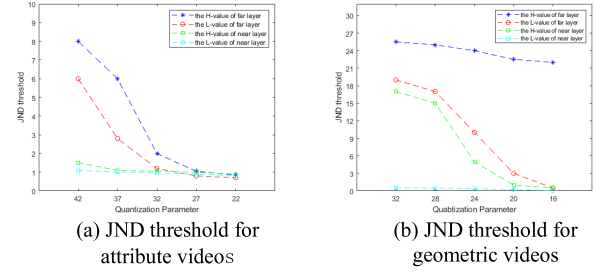 10
9
8
7
6
5
4
3
2
1
0
JND threshold
the H-value of far layer
the L-value of far layer
the H-value of near layer
the L-value of near layer
42 37 32 27 22
Quantization Parameter
(a) JND threshold for
attribute videos
30
27
24
21
18
15
12
9
6
3
0
JND threshold
the H-value of far layer
the L-value of far layer
the H-value of near layer
the L-value of near layer
32 28 24 20 16
Quabtization Parameter
(b) JND threshold for
geometric videos